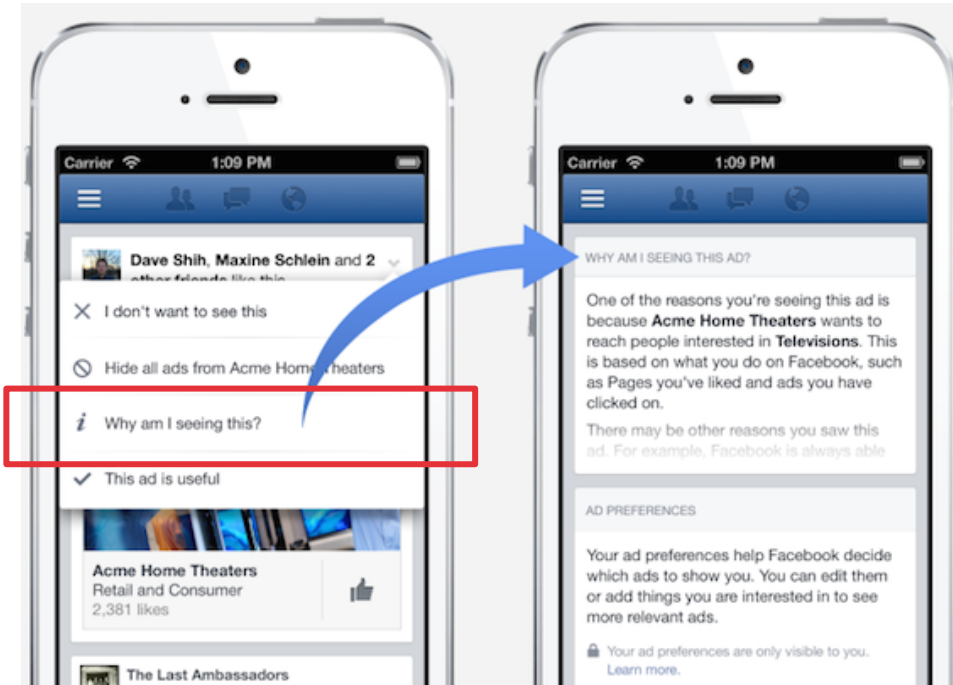 Carrier
1:09 PM
Dave Shih, Maxine Schlein and 2
other friends like this
I don't want to see this
Hide all ads from Acme Home Theaters
Why am I seeing this?
This ad is useful
Acme Home Theaters
Retail and Consumer
2,381 likes
The Last Ambassadors
Carrier
1:09 PM
WHY AM I SEEING THIS AD?
One of the reasons you're seeing this ad is
because Acme Home Theaters wants to
reach people interested in Televisions. This
is based on what you do on Facebook, such
as Pages you've liked and ads you have
clicked on.
There may be other reasons you saw this
ad. For example, Facebook is always able
AD PREFERENCES
Your ad preferences help Facebook decide
which ads to show you. You can edit them
or add things you are interested in to see
more relevant ads.
Your ad preferences are only visible to you.
Learn more.